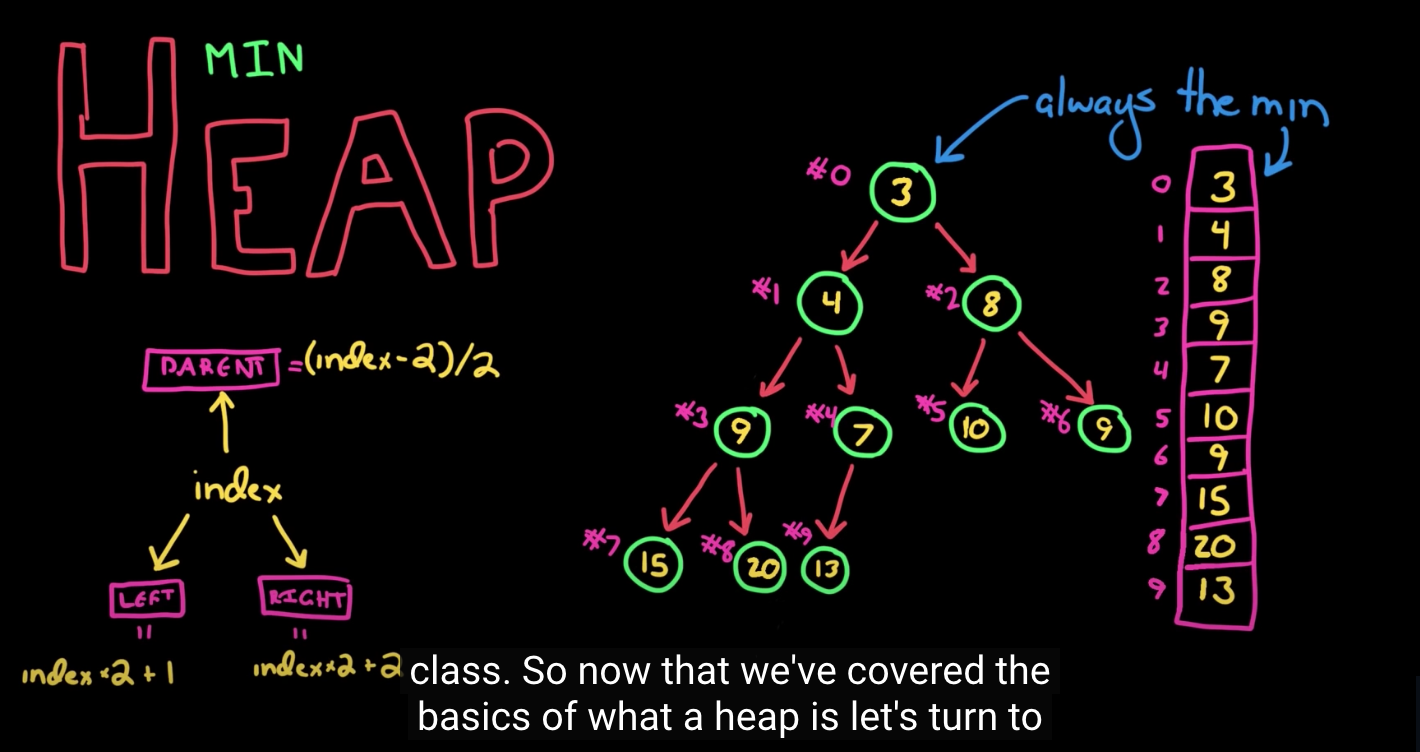 MIN
HEAP
always the min
#0
3
#1
4
#2
8
#3
9
#4
7
#5
10
#6
9
#7
15
#8
20
#9
13
0 3
1 4
2 8
3 9
4 7
5 10
6 9
7 15
8 20
9 13
PARENT =(index-2)/2
index
LEFT
RIGHT
=
=
index*2+1
index*2+2
class. So now that we've covered the
basics of what a heap is let's turn to